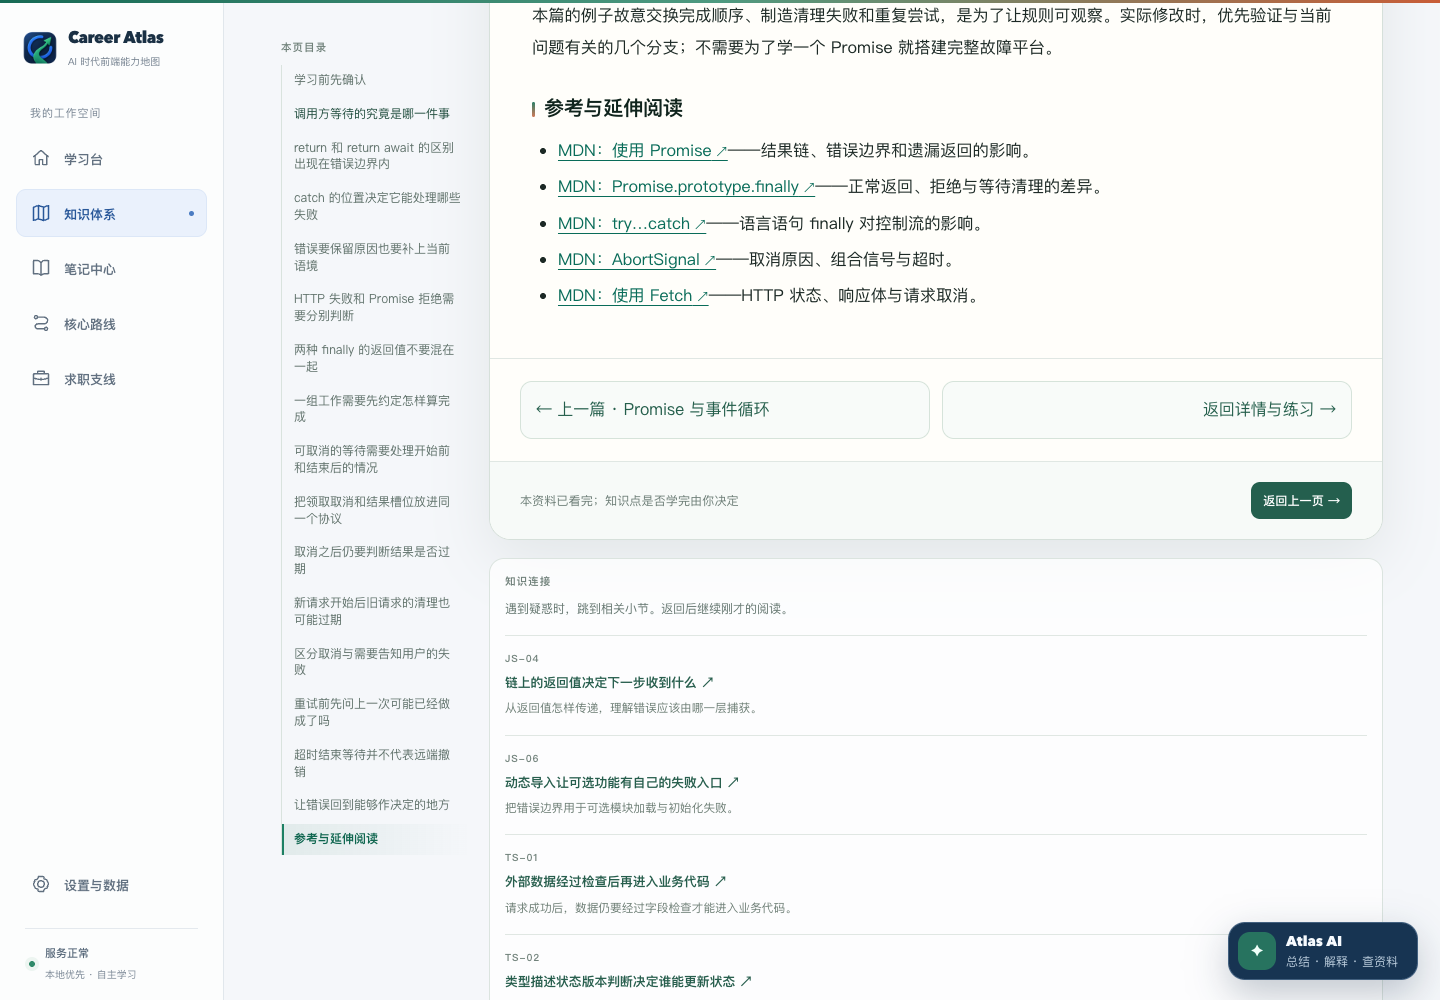 Career Atlas
AI 时代前端能力地图
我的工作空间
学习台
知识体系
笔记中心
核心路线
求职支线
设置与数据
服务正常
本地优先 · 自主学习
本页目录
学习前先确认
调用方等待的究竟是哪一件事
return 和 return await 的区别
出现在错误边界内
catch 的位置决定它能处理哪些
失败
错误要保留原因也要补上当前
语境
HTTP 失败和 Promise 拒绝需
要分别判断
两种 finally 的返回值不要混在
一起
一组工作需要先约定怎样算完
成
可取消的等待需要处理开始前
和结束后的情况
把领取取消和结果槽位放进同
一个协议
取消之后仍要判断结果是否过
期
新请求开始后旧请求的清理也
可能过期
区分取消与需要告知用户的失
败
重试前先问上一次可能已经做
成了吗
超时结束等待并不代表远端撤
销
让错误回到能够作决定的地方
参考与延伸阅读
本篇的例子故意交换完成顺序、制造清理失败和重复尝试，是为了让规则可观察。实际修改时，优先验证与当前
问题有关的几个分支；不需要为了学一个 Promise 就搭建完整故障平台。
参考与延伸阅读
• MDN：使用 Promise ↗——结果链、错误边界和遗漏返回的影响。
• MDN：Promise.prototype.finally ↗——正常返回、拒绝与等待清理的差异。
• MDN：try...catch ↗——语言语句 finally 对控制流的影响。
• MDN：AbortSignal ↗——取消原因、组合信号与超时。
• MDN：使用 Fetch ↗——HTTP 状态、响应体与请求取消。
← 上一篇 · Promise 与事件循环
返回详情与练习 →
本资料已看完；知识点是否学完由你决定
返回上一页 →
知识连接
遇到疑惑时，跳到相关小节。返回后继续刚才的阅读。
JS-04
链上的返回值决定下一步收到什么 ↗
从返回值怎样传递，理解错误应该由哪一层捕获。
JS-06
动态导入让可选功能有自己的失败入口 ↗
把错误边界用于可选模块加载与初始化失败。
TS-01
外部数据经过检查后再进入业务代码 ↗
请求成功后，数据仍要经过字段检查才能进入业务代码。
TS-02
类型描述状态版本判断决定谁能更新状态 ↗
Atlas AI
总结 · 解释 · 查资料